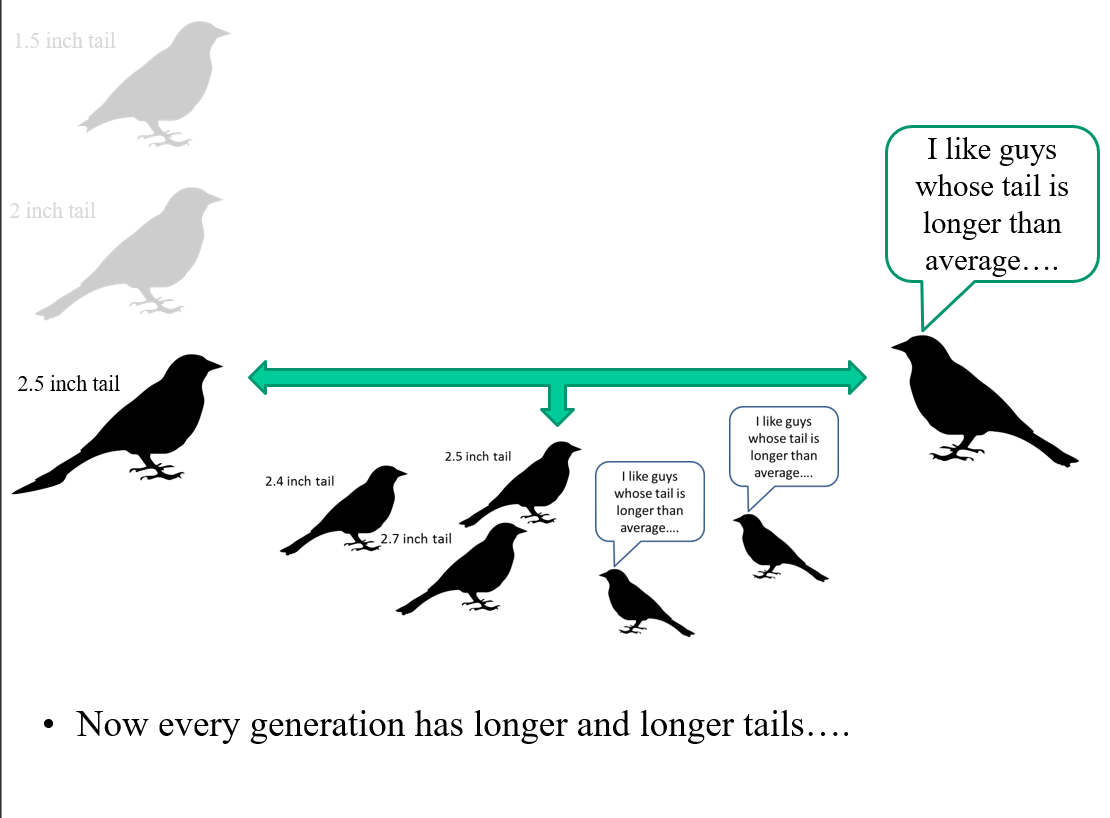 1.5 inch tail
I like guys
whose tail is
longer than
average….
2 inch tail
2.5 inch tail
I like guys
whose tail is
longer than
average….
2.5 inch tail
2.4 inch tail
I like guys
whose tail is
longer than
average….
2.7 inch tail
• Now every generation has longer and longer tails….